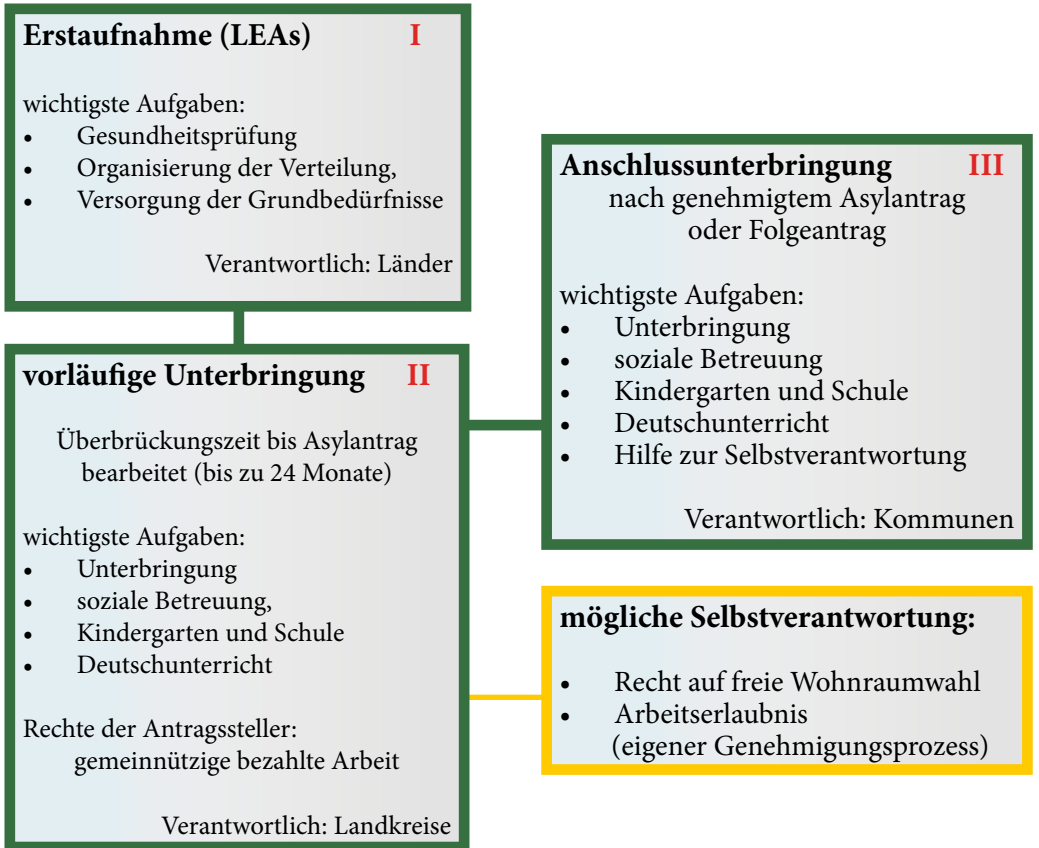 Erstaufnahme (LEAs) I
wichtigste Aufgaben:
• Gesundheitsprüfung
• Organisierung der Verteilung,
• Versorgung der Grundbedürfnisse
Verantwortlich: Länder
vorläufige Unterbringung II
Überbrückungszeit bis Asylantrag
bearbeitet (bis zu 24 Monate)
wichtigste Aufgaben:
• Unterbringung
• soziale Betreuung,
• Kindergarten und Schule
• Deutschunterricht
Rechte der Antragssteller:
gemeinnützige bezahlte Arbeit
Verantwortlich: Landkreise
Anschlussunterbringung III
nach genehmigtem Asylantrag
oder Folgeantrag
wichtigste Aufgaben:
• Unterbringung
• soziale Betreuung
• Kindergarten und Schule
• Deutschunterricht
• Hilfe zur Selbstverantwortung
Verantwortlich: Kommunen
mögliche Selbstverantwortung:
• Recht auf freie Wohnraumwahl
• Arbeitserlaubnis
(eigener Genehmigungsprozess)